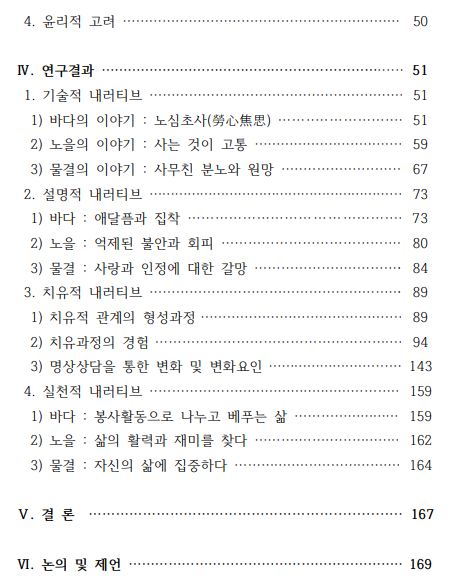 4. 윤리적 고려 ································ 50
Ⅳ. 연구결과 ································ 51
1. 기술적 내러티브 ································ 51
1) 바다의 이야기 : 노심초사(勞心焦思) ················ 51
2) 노을의 이야기 : 사는 것이 고통 ···················· 59
3) 물결의 이야기 : 사무친 분노와 원망 ················ 67
2. 설명적 내러티브 ································ 73
1) 바다 : 애달픔과 집착 ···························· 73
2) 노을 : 억제된 불안과 회피 ························ 80
3) 물결 : 사랑과 인정에 대한 갈망 ···················· 84
3. 치유적 내러티브 ································ 89
1) 치유적 관계의 형성과정 ·························· 89
2) 치유과정의 경험 ································ 94
3) 명상상담을 통한 변화 및 변화요인 ·················· 143
4. 실천적 내러티브 ································ 159
1) 바다 : 봉사활동으로 나누고 베푸는 삶 ·············· 159
2) 노을 : 삶의 활력과 재미를 찾다 ···················· 162
3) 물결 : 자신의 삶에 집중하다 ······················ 164
Ⅴ. 결 론 ································ 167
Ⅵ. 논의 및 제언 ································ 169